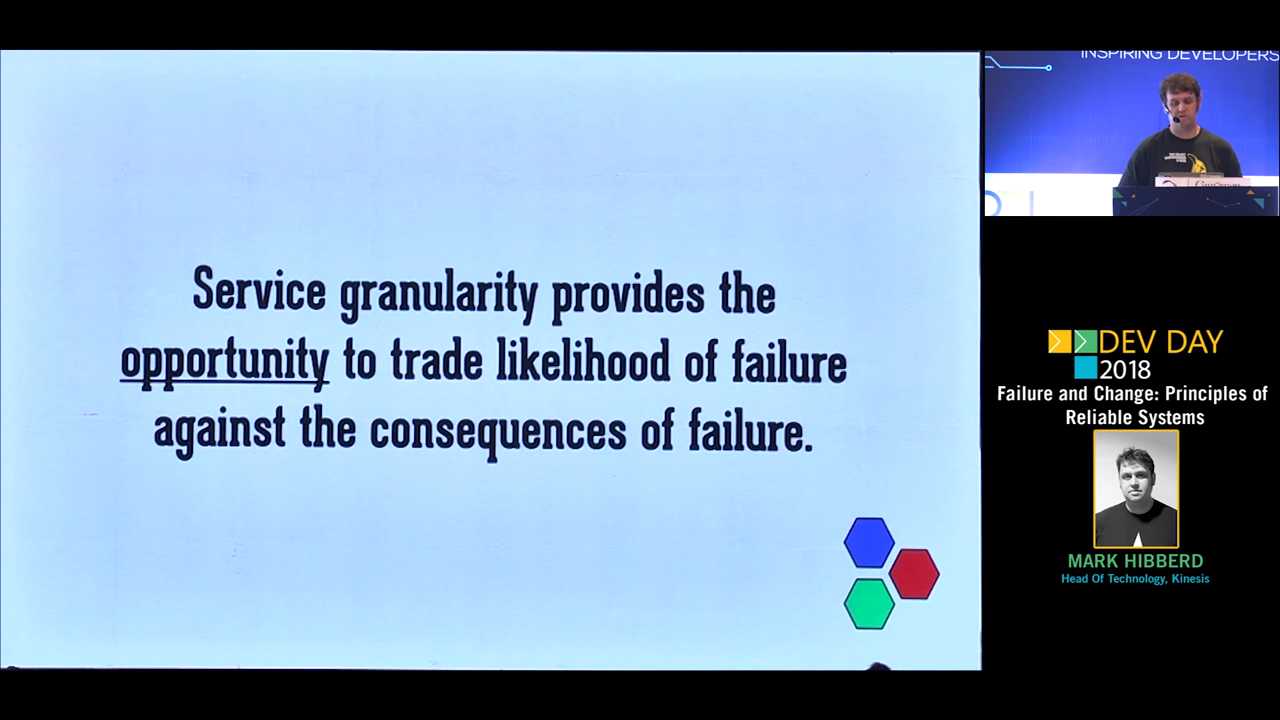 Service granularity provides the
opportunity to trade likelihood of failure
against the consequences of failure.
INSPIRING DEVELOPERS
DEV DAY
2018
Failure and Change: Principles of
Reliable Systems
MARK HIBBERD
Head Of Technology, Kinesis